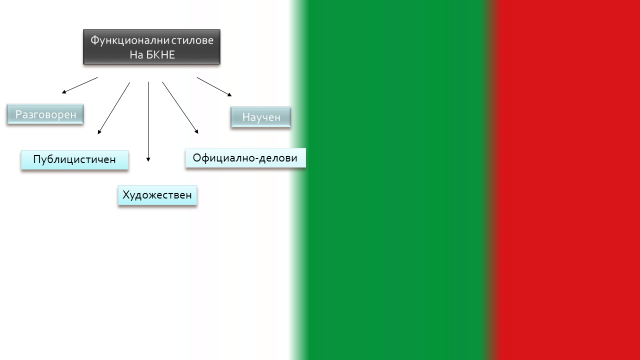 Функционални стилове
На БКНЕ
Разговорен
Научен
Публицистичен
Официално-делови
Художествен